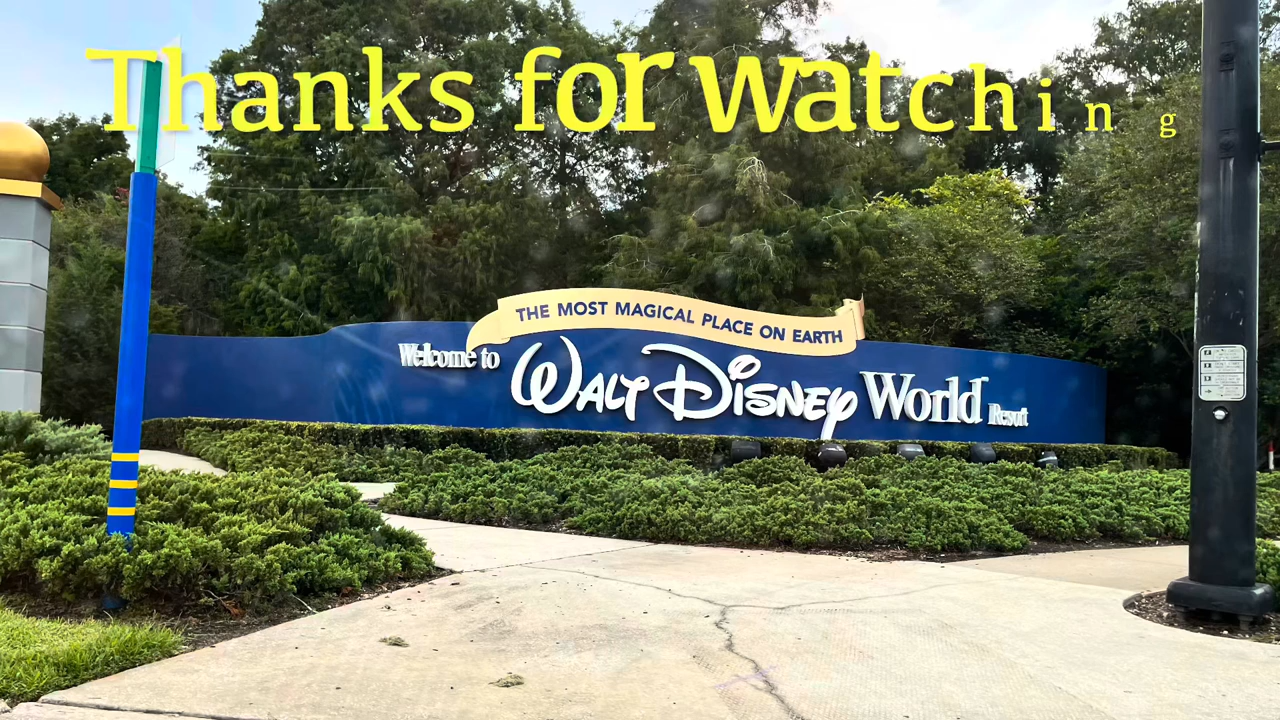 Thanks for watching
THE MOST MAGICAL PLACE ON EARTH
Welcome to WALT DISNEY World Resort